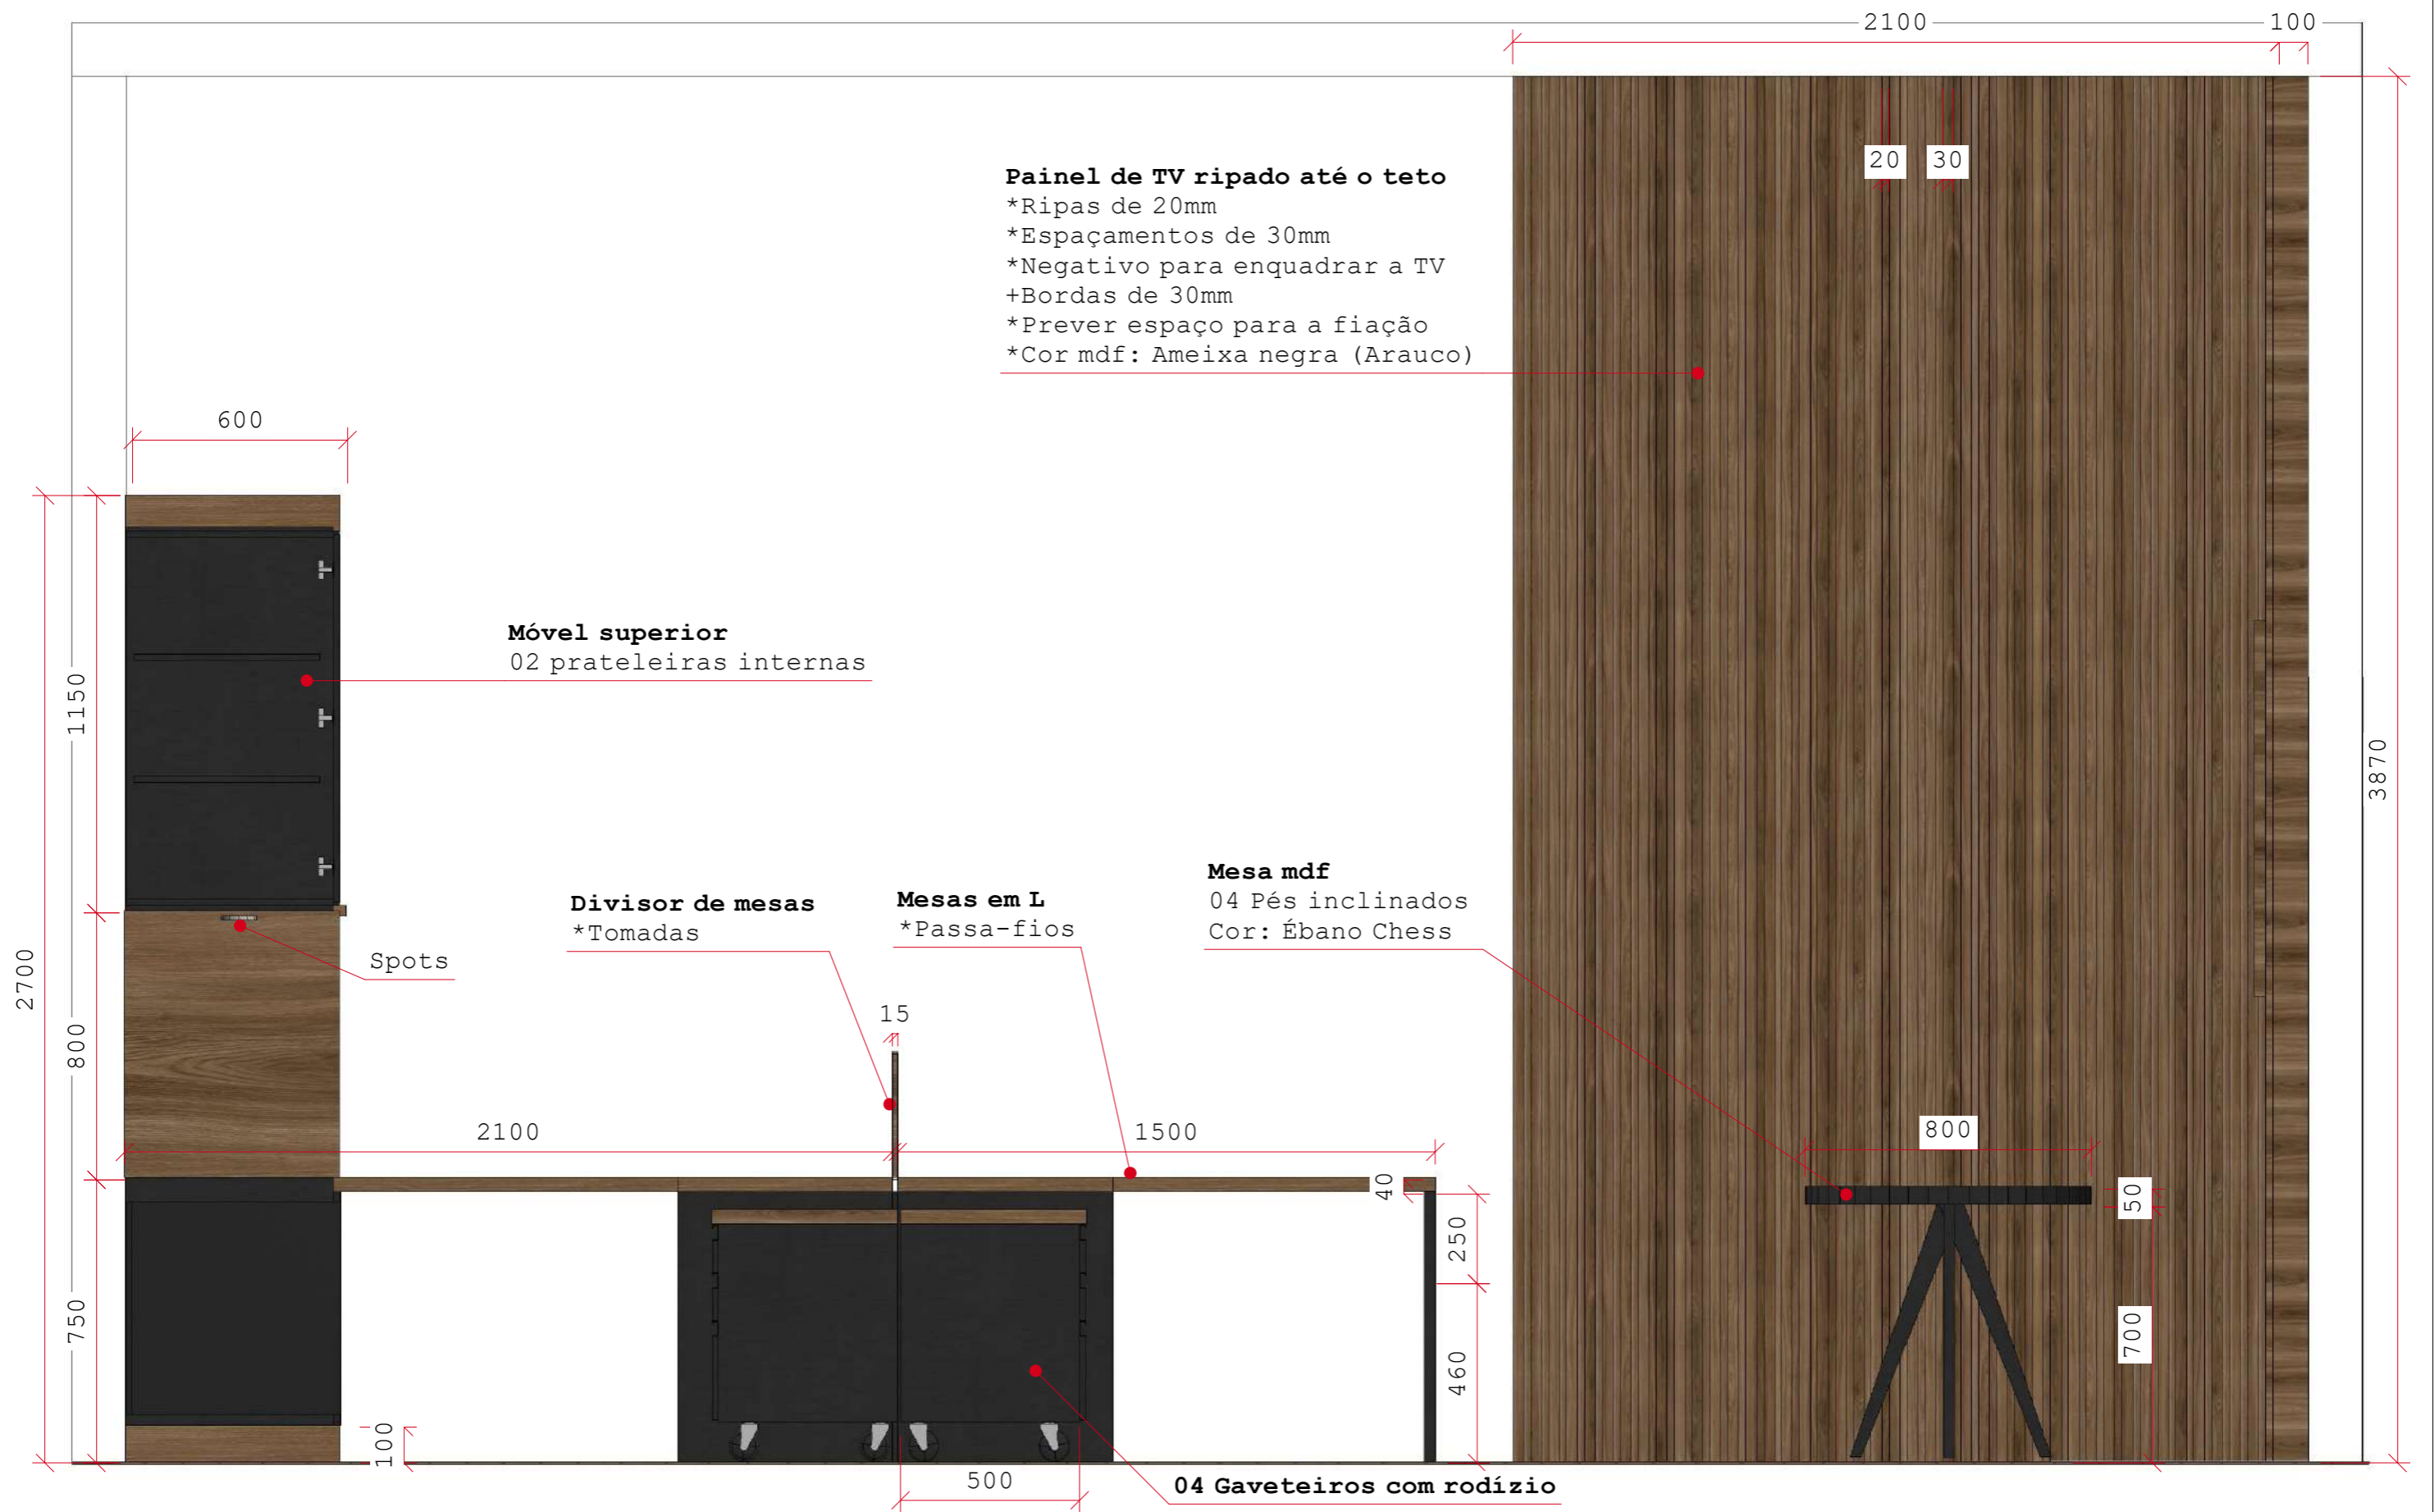 2100
100
20
30
Painel de TV ripado até o teto
*Ripas de 20mm
*Espaçamentos de 30mm
*Negativo para enquadrar a TV
+Bordas de 30mm
*Prever espaço para a fiação
*Cor mdf: Ameixa negra (Arauco)
600
Móvel superior
02 prateleiras internas
1150
3870
Divisor de mesas
*Tomadas
Mesas em L
*Passa-fios
Mesa mdf
04 Pés inclinados
Cor: Ébano Chess
Spots
2700
800
15
2100
1500
800
40
50
250
750
700
460
100
500
04 Gaveteiros com rodízio